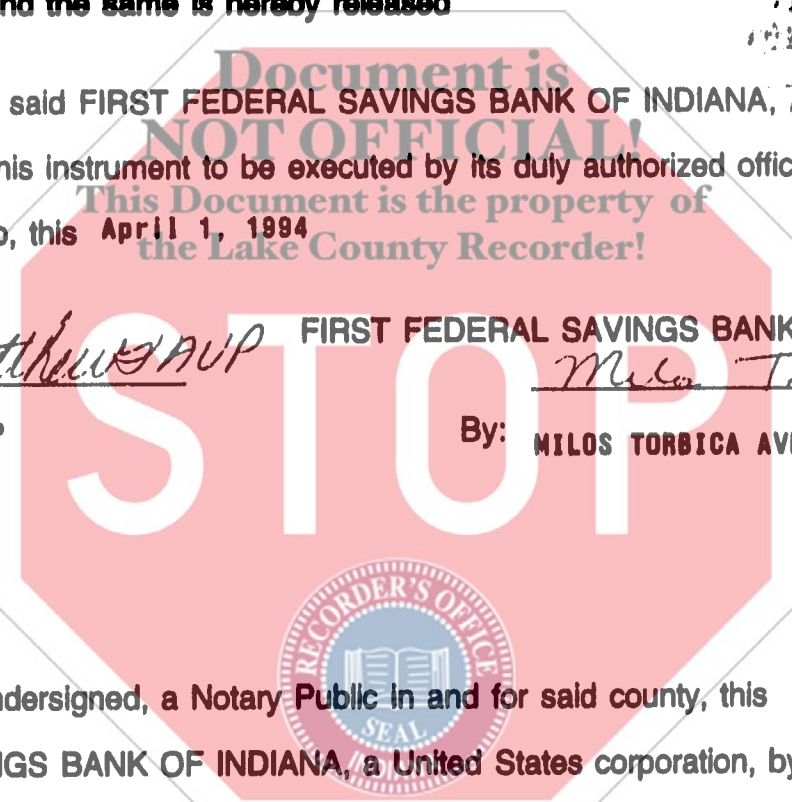 and the same is hereby released
Document is
said FIRST FEDERAL SAVINGS BANK OF INDIANA,
NOT OFFICIAL!
his instrument to be executed by its duly authorized offic
This Document is the property of
o, this April 1, 1994
the Lake County Recorder!
AVP FIRST FEDERAL SAVINGS BANK
By: MILOS TORBICA AV
STOP
RECORDER'S OFFICE
ndersigned, a Notary Public in and for said county, this
SEAL
INGS BANK OF INDIANA, a United States corporation, by
INDIANA